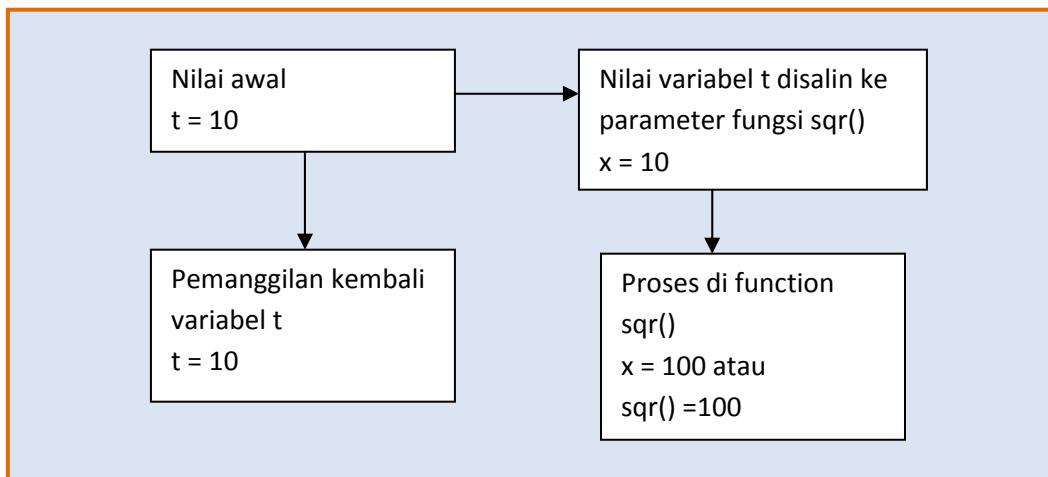 Nilai awal
t = 10
Nilai variabel t disalin ke
parameter fungsi sqr()
x = 10
Pemanggilan kembali
variabel t
t = 10
Proses di function
sqr()
x = 100 atau
sqr() =100